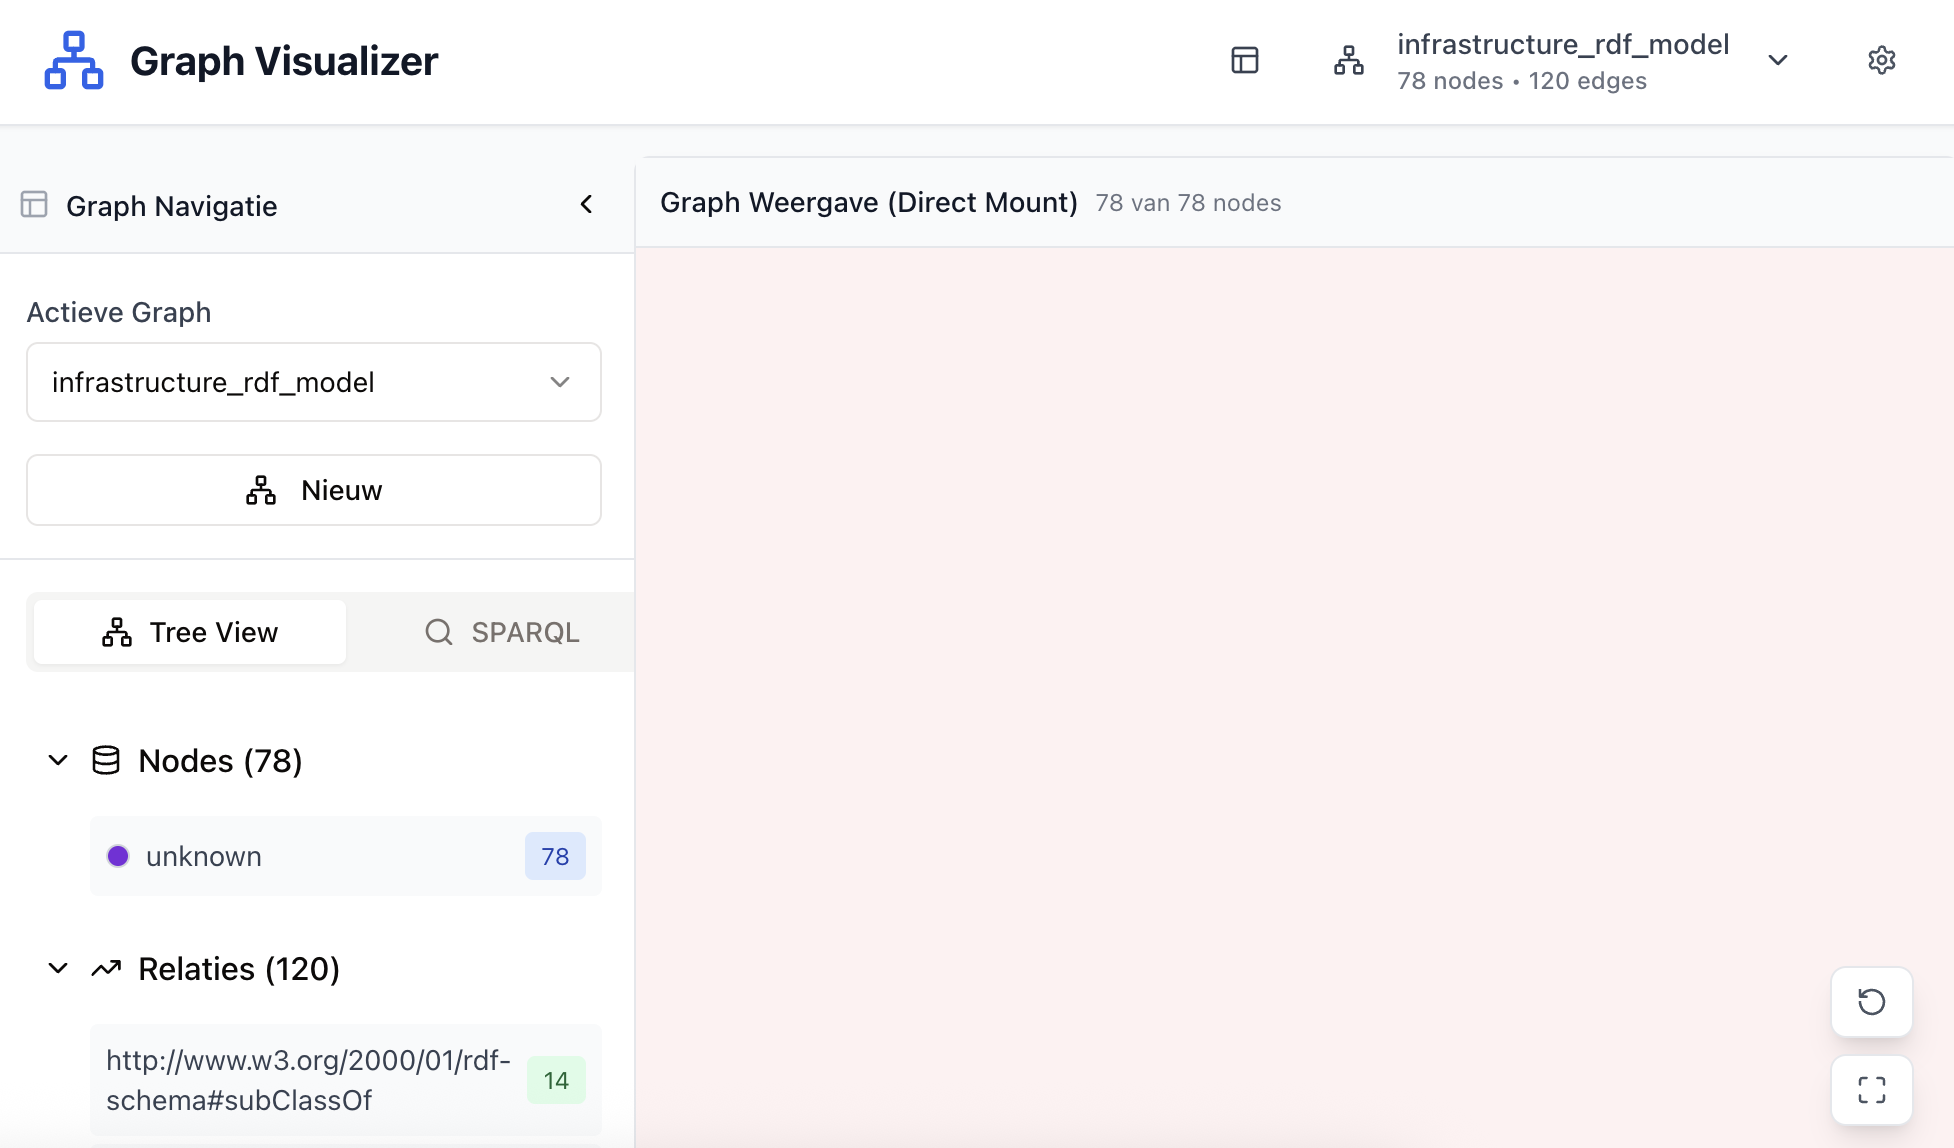 Graph Visualizer
infrastructure_rdf_model
78 nodes • 120 edges
Graph Navigatie
Graph Weergave (Direct Mount) 78 van 78 nodes
Actieve Graph
infrastructure_rdf_model
Nieuw
Tree View
SPARQL
Nodes (78)
unknown 78
Relaties (120)
http://www.w3.org/2000/01/rdf-
schema#subClassOf
14